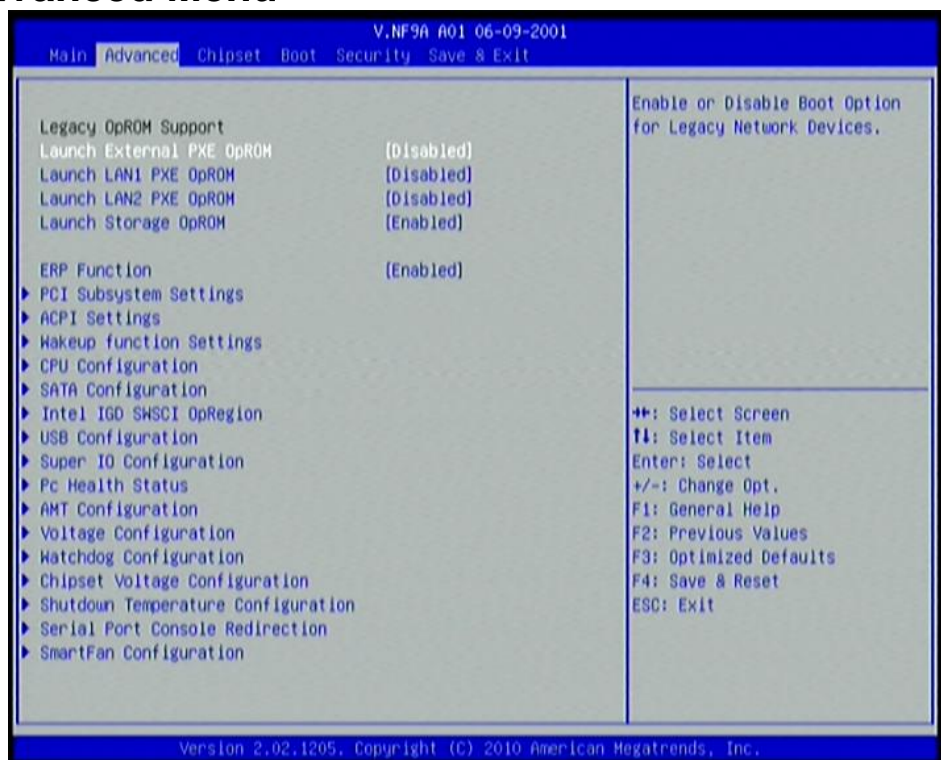 V.NF9A A01 06-09-2001
Main Advanced Chipset Boot Security Save & Exit
Legacy OpROM Support
Launch External PXE OpROM [Disabled]
Launch LAN1 PXE OpROM [Disabled]
Launch LAN2 PXE OpROM [Disabled]
Launch Storage OpROM [Enabled]
ERP Function [Enabled]
PCI Subsystem Settings
ACPI Settings
Wakeup function Settings
CPU Configuration
SATA Configuration
Intel IGD SWSCI OpRegion
USB Configuration
Super IO Configuration
Pc Health Status
AMT Configuration
Voltage Configuration
Watchdog Configuration
Chipset Voltage Configuration
Shutdown Temperature Configuration
Serial Port Console Redirection
SmartFan Configuration
Enable or Disable Boot Option
for Legacy Network Devices.
→←: Select Screen
↑↓: Select Item
Enter: Select
+/-: Change Opt.
F1: General Help
F2: Previous Values
F3: Optimized Defaults
F4: Save & Reset
ESC: Exit
Version 2.02.1205. Copyright (C) 2010 American Megatrends, Inc.